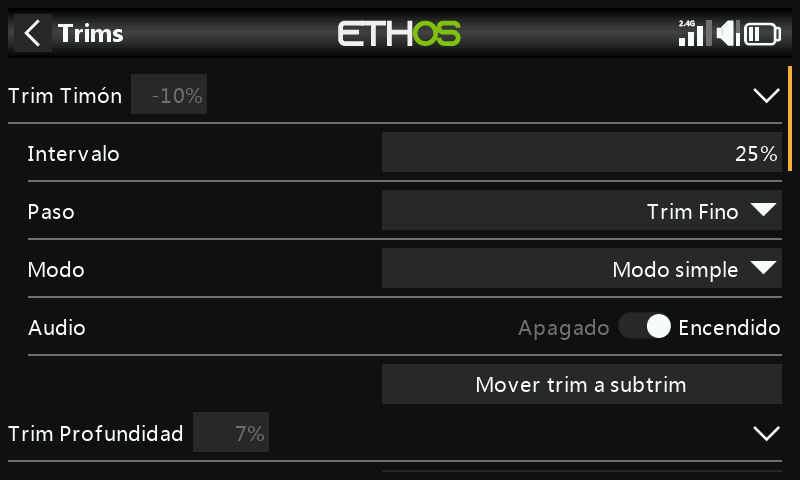 Trims
ETHOS
2.4G
Trim Timón -10%
Intervalo 25%
Paso Trim Fino
Modo Modo simple
Audio Apagado Encendido
Mover trim a subtrim
Trim Profundidad 7%